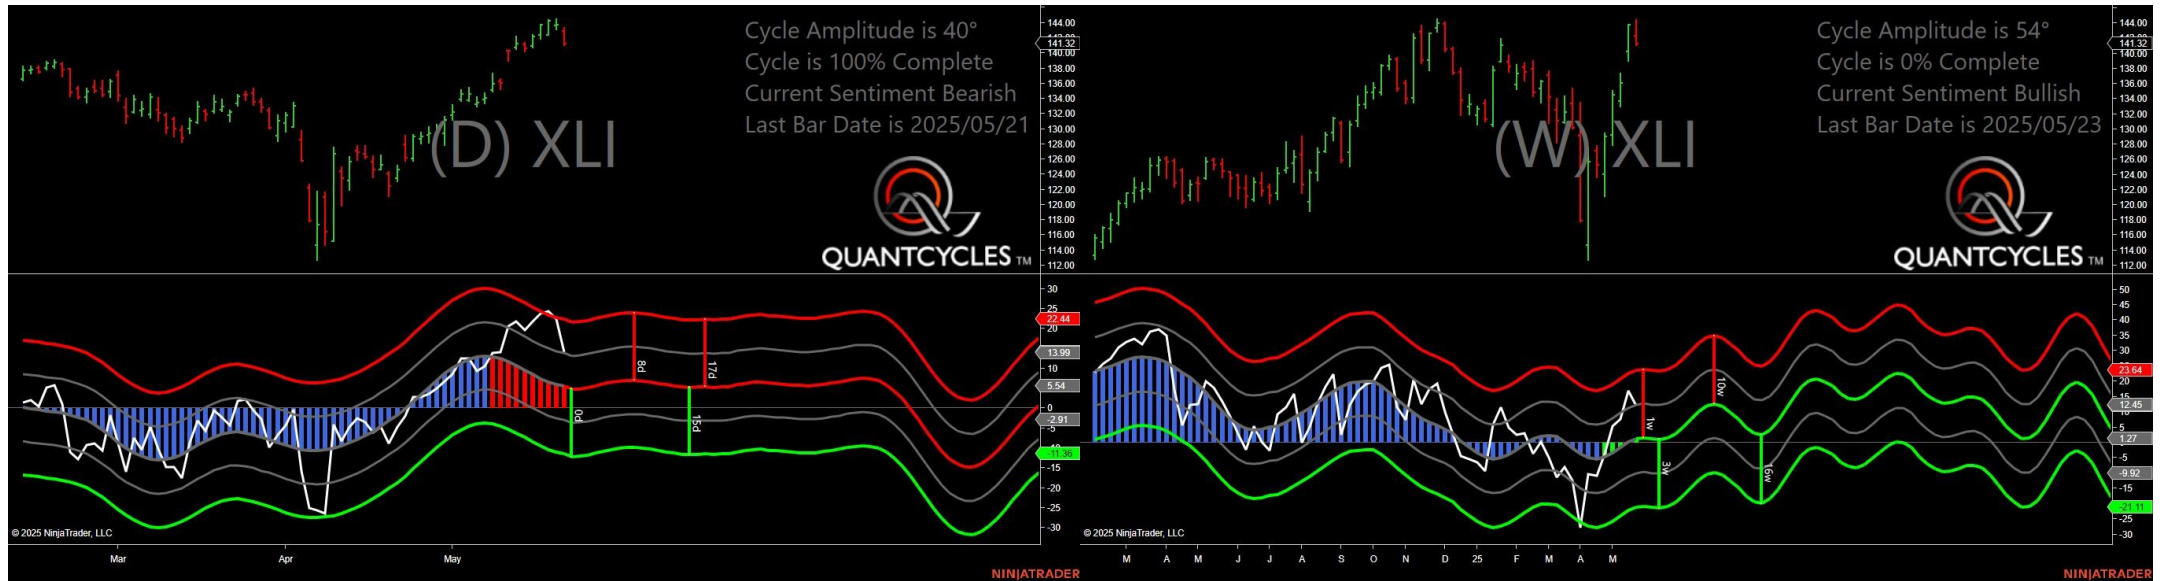 Cycle Amplitude is 40°
Cycle is 100% Complete
Current Sentiment Bearish
Last Bar Date is 2025/05/21
(D) XLI
QUANTCYCLES TM
144.00
141.32
140.00
138.00
136.00
134.00
132.00
130.00
128.00
126.00
124.00
122.00
120.00
118.00
116.00
114.00
112.00
30
25
22.44
20
13.99
10
5.54
0
-2.91
-5
-11.36
-15
-20
-25
-30
0d
8d
15d
17d
© 2025 NinjaTrader, LLC
Mar
Apr
May
NINJATRADER
Cycle Amplitude is 54°
Cycle is 0% Complete
Current Sentiment Bullish
Last Bar Date is 2025/05/23
(W) XLI
QUANTCYCLES TM
144.00
141.32
140.00
138.00
136.00
134.00
132.00
130.00
128.00
126.00
124.00
122.00
120.00
118.00
116.00
114.00
112.00
50
45
40
35
30
23.64
20
15
12.45
5
1.27
-5
-9.92
-15
-21.11
-25
-30
1w
3w
10w
16w
© 2025 NinjaTrader, LLC
M
A
M
J
J
A
S
O
N
D
25
F
M
A
M
NINJATRADER